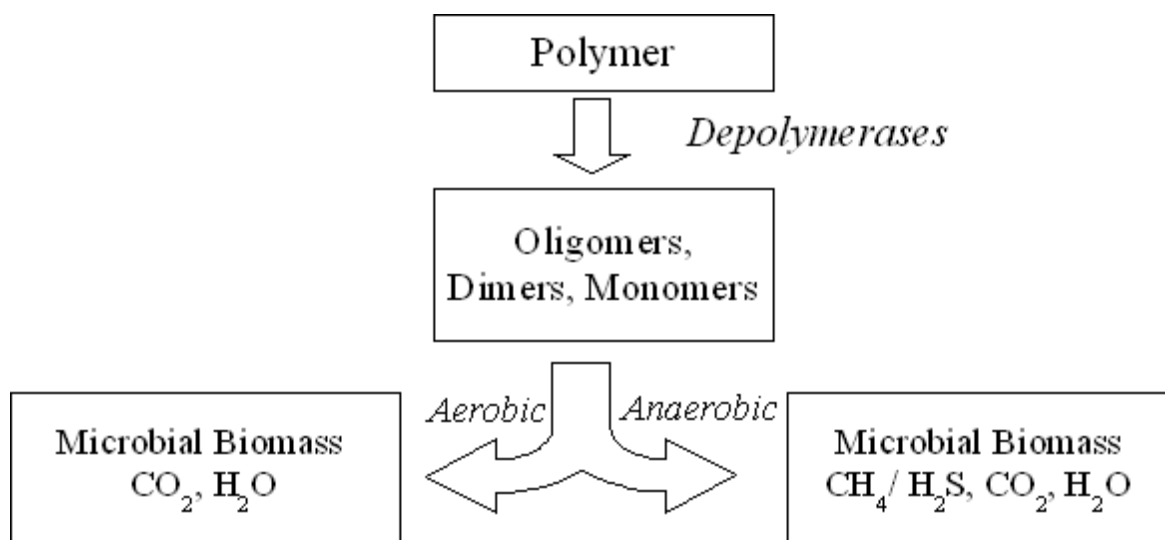 Polymer
Depolymerases
Oligomers,
Dimers, Monomers
Aerobic
Anaerobic
Microbial Biomass
CO₂, H₂O
Microbial Biomass
CH₄/ H₂S, CO₂, H₂O